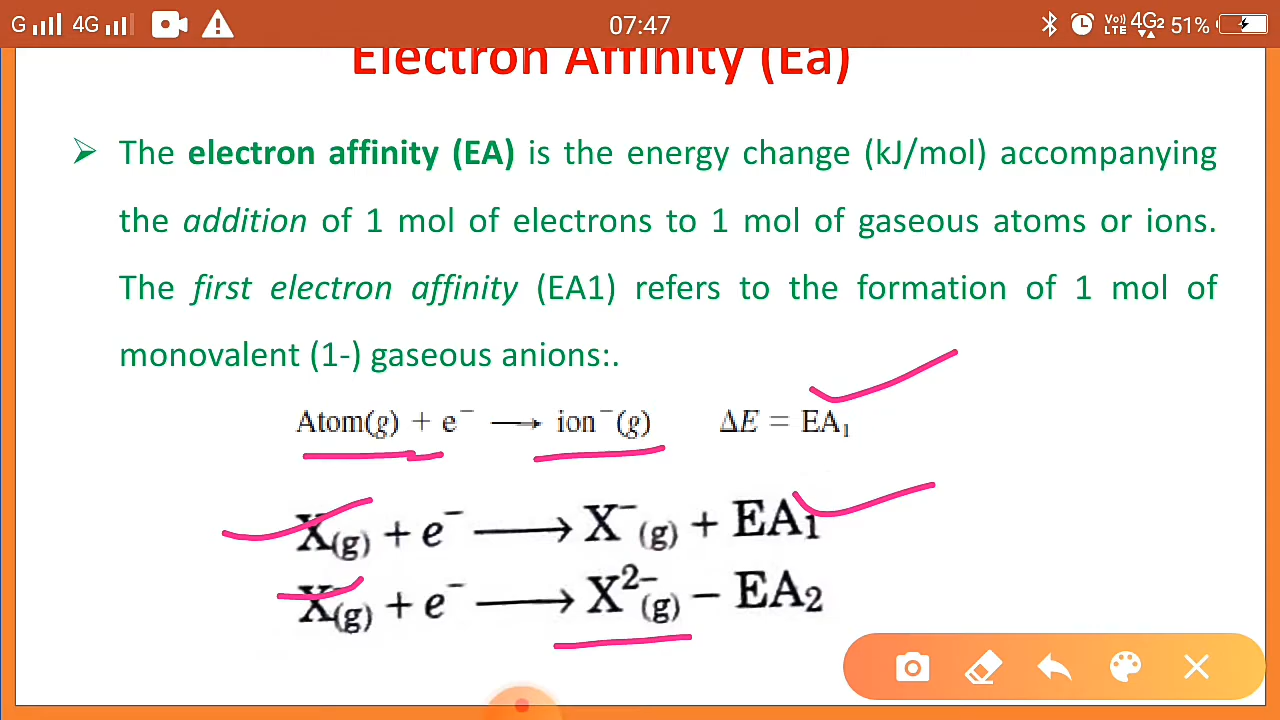 G 4G 07:47 Vo)) LTE 4G2 51%
Electron Affinity (Ea)
➢ The electron affinity (EA) is the energy change (kJ/mol) accompanying
the addition of 1 mol of electrons to 1 mol of gaseous atoms or ions.
The first electron affinity (EA1) refers to the formation of 1 mol of
monovalent (1-) gaseous anions:.
Atom(g) + e⁻ ⟶ ion⁻(g) ΔE = EA₁
X(g) + e⁻ ⟶ X⁻(g) + EA₁
X⁻(g) + e⁻ ⟶ X²⁻(g) − EA₂